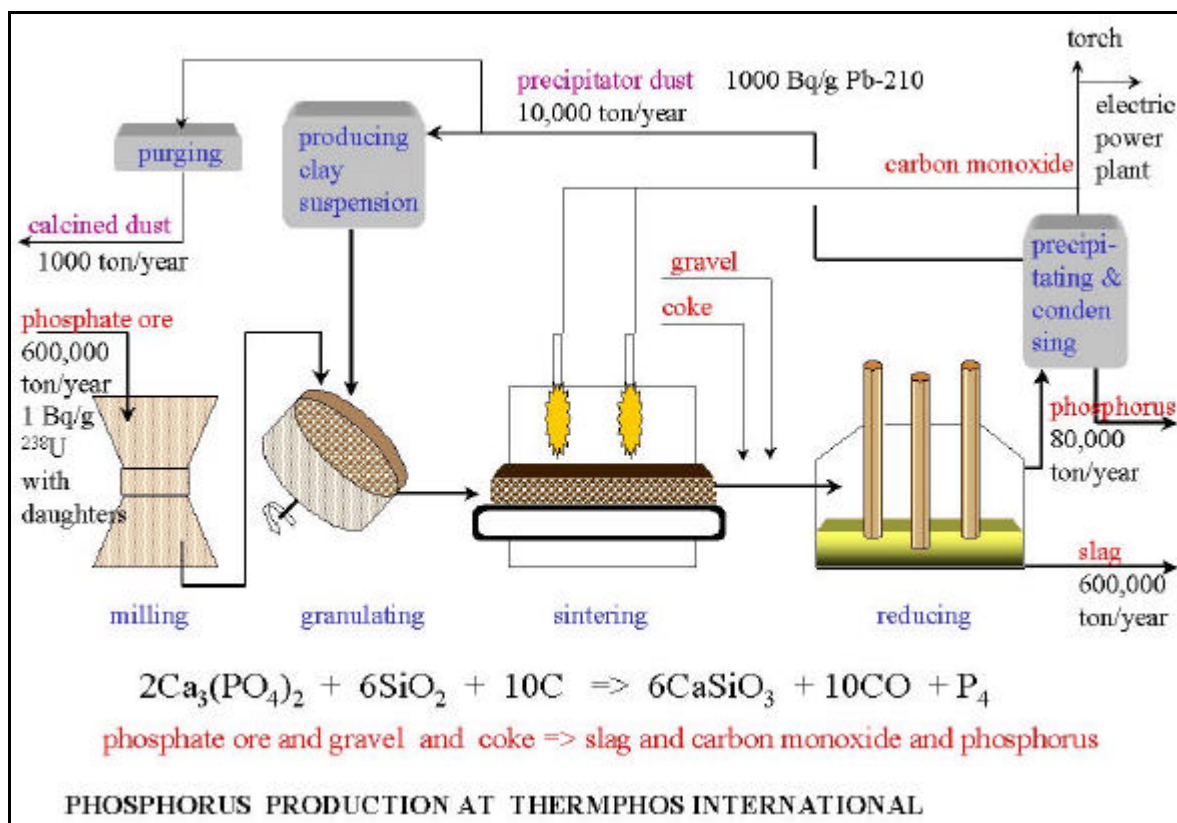 torch
precipitator dust 1000 Bq/g Pb-210
10,000 ton/year
electric
power
plant
purging
producing
clay
suspension
carbon monoxide
calcined dust
1000 ton/year
precipi-
tating &
conden
sing
gravel
coke
phosphate ore
600,000
ton/year
1 Bq/g
²³⁸U
with
daughters
phosphorus
80,000
ton/year
slag
600,000
ton/year
milling granulating sintering reducing
2Ca₃(PO₄)₂ + 6SiO₂ + 10C => 6CaSiO₃ + 10CO + P₄
phosphate ore and gravel and coke => slag and carbon monoxide and phosphorus
PHOSPHORUS PRODUCTION AT THERMPHOS INTERNATIONAL